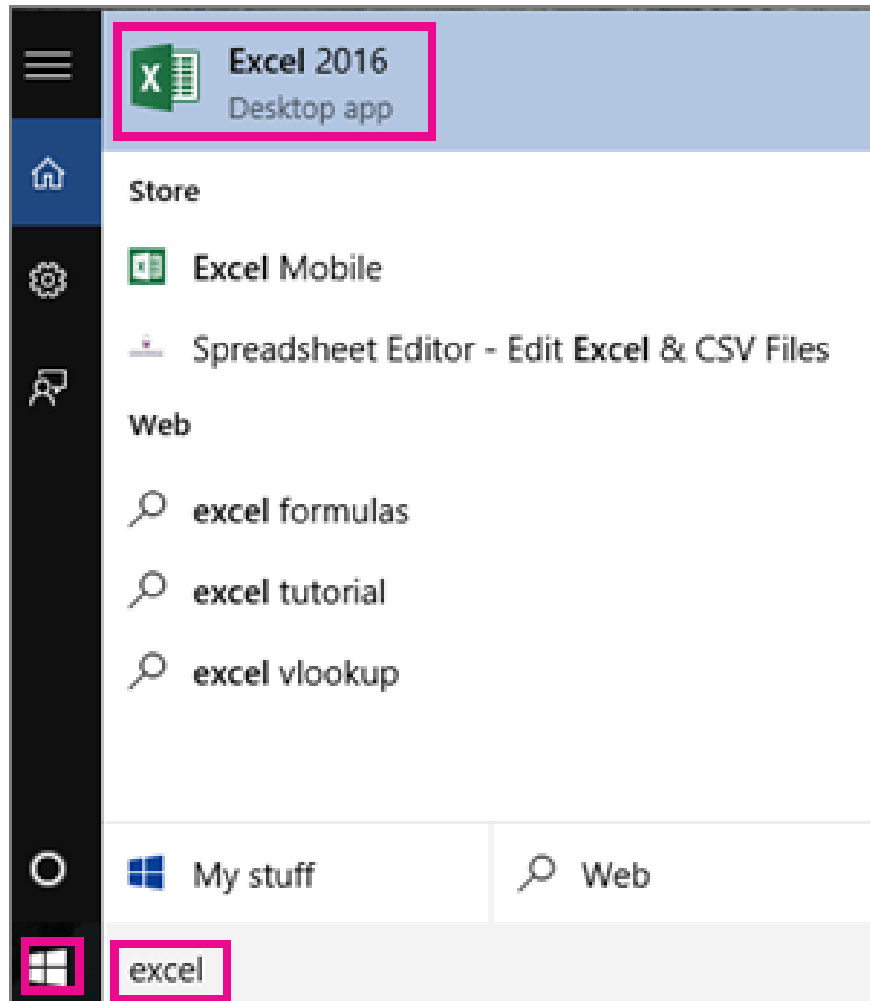 Excel 2016
Desktop app
Store
Excel Mobile
Spreadsheet Editor - Edit Excel & CSV Files
Web
excel formulas
excel tutorial
excel vlookup
My stuff
Web
excel